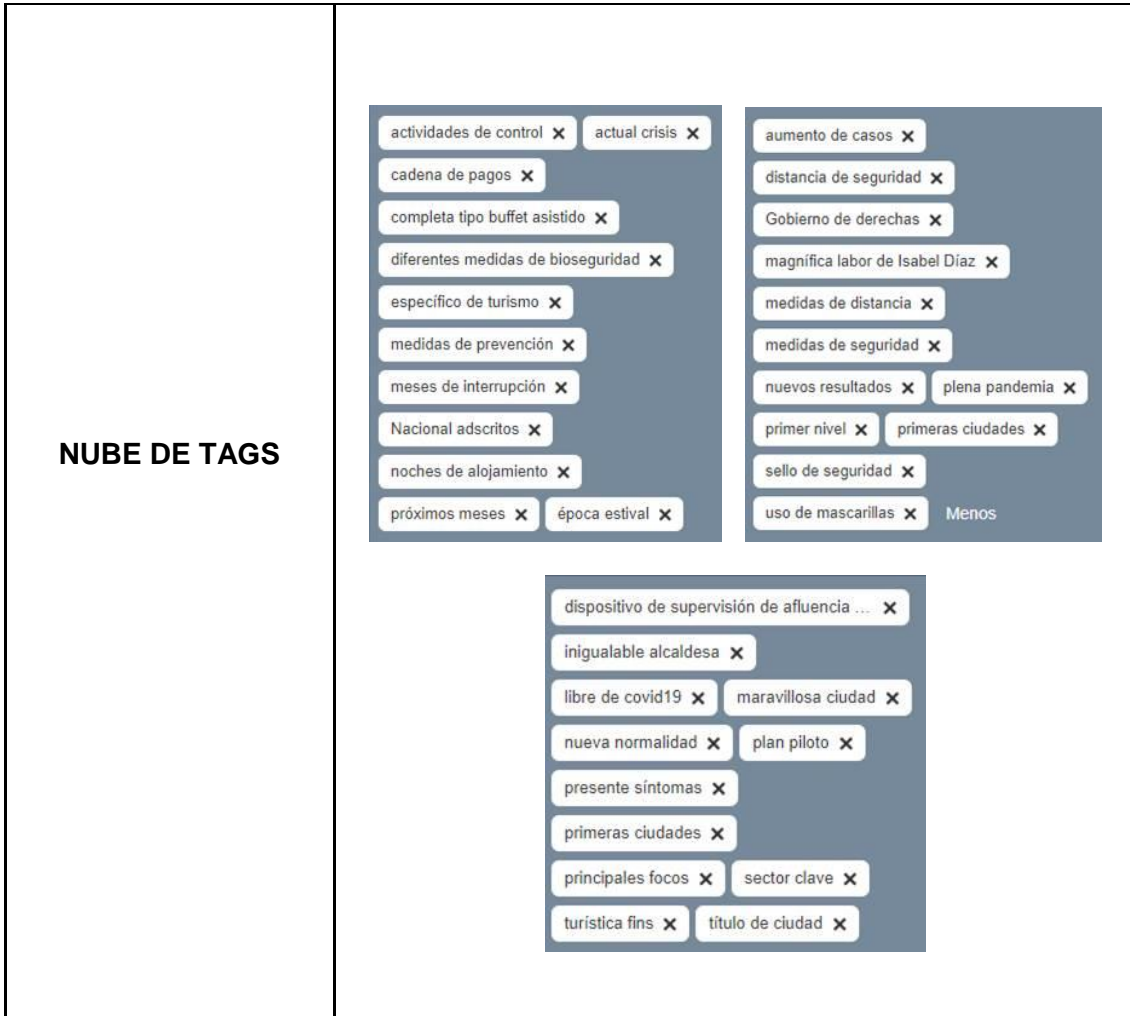 NUBE DE TAGS
actividades de control ✕ actual crisis ✕
cadena de pagos ✕
completa tipo buffet asistido ✕
diferentes medidas de bioseguridad ✕
específico de turismo ✕
medidas de prevención ✕
meses de interrupción ✕
Nacional adscritos ✕
noches de alojamiento ✕
próximos meses ✕ época estival ✕
aumento de casos ✕
distancia de seguridad ✕
Gobierno de derechas ✕
magnífica labor de Isabel Díaz ✕
medidas de distancia ✕
medidas de seguridad ✕
nuevos resultados ✕ plena pandemia ✕
primer nivel ✕ primeras ciudades ✕
sello de seguridad ✕
uso de mascarillas ✕ Menos
dispositivo de supervisión de afluencia ... ✕
inigualable alcaldesa ✕
libre de covid19 ✕ maravillosa ciudad ✕
nueva normalidad ✕ plan piloto ✕
presente síntomas ✕
primeras ciudades ✕
principales focos ✕ sector clave ✕
turística fins ✕ título de ciudad ✕